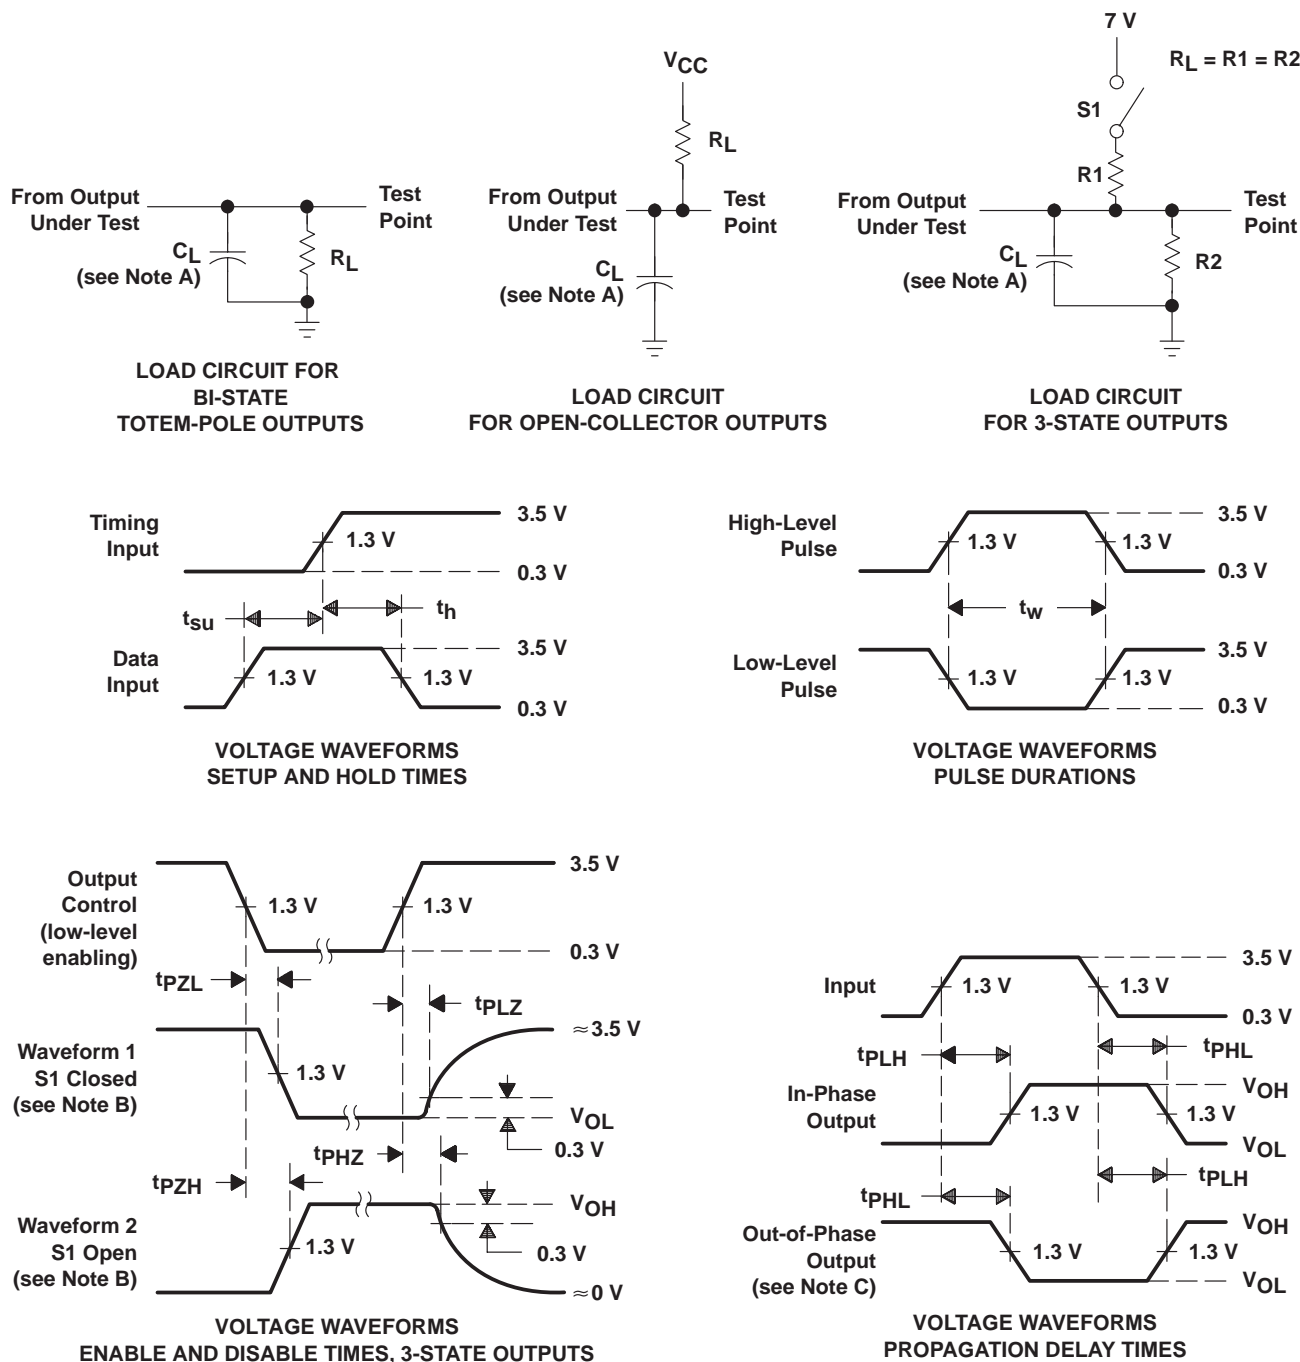 7 V
RL = R1 = R2
S1
R1
From Output
Under Test
Test
Point
CL
(see Note A)
R2
LOAD CIRCUIT
FOR 3-STATE OUTPUTS
VCC
RL
From Output
Under Test
Test
Point
CL
(see Note A)
LOAD CIRCUIT
FOR OPEN-COLLECTOR OUTPUTS
From Output
Under Test
Test
Point
CL
(see Note A)
RL
LOAD CIRCUIT FOR
BI-STATE
TOTEM-POLE OUTPUTS
Timing
Input
1.3 V
3.5 V
0.3 V
tsu
th
Data
Input
1.3 V
1.3 V
3.5 V
0.3 V
VOLTAGE WAVEFORMS
SETUP AND HOLD TIMES
High-Level
Pulse
1.3 V
1.3 V
3.5 V
0.3 V
tw
Low-Level
Pulse
1.3 V
1.3 V
3.5 V
0.3 V
VOLTAGE WAVEFORMS
PULSE DURATIONS
Output
Control
(low-level
enabling)
1.3 V
1.3 V
3.5 V
0.3 V
tPZL
tPLZ
Waveform 1
S1 Closed
(see Note B)
1.3 V
≈3.5 V
VOL
0.3 V
tPHZ
tPZH
Waveform 2
S1 Open
(see Note B)
1.3 V
VOH
0.3 V
≈0 V
VOLTAGE WAVEFORMS
ENABLE AND DISABLE TIMES, 3-STATE OUTPUTS
Input
1.3 V
1.3 V
3.5 V
0.3 V
tPLH
tPHL
In-Phase
Output
1.3 V
1.3 V
VOH
VOL
tPHL
tPLH
Out-of-Phase
Output
(see Note C)
1.3 V
1.3 V
VOH
VOL
VOLTAGE WAVEFORMS
PROPAGATION DELAY TIMES